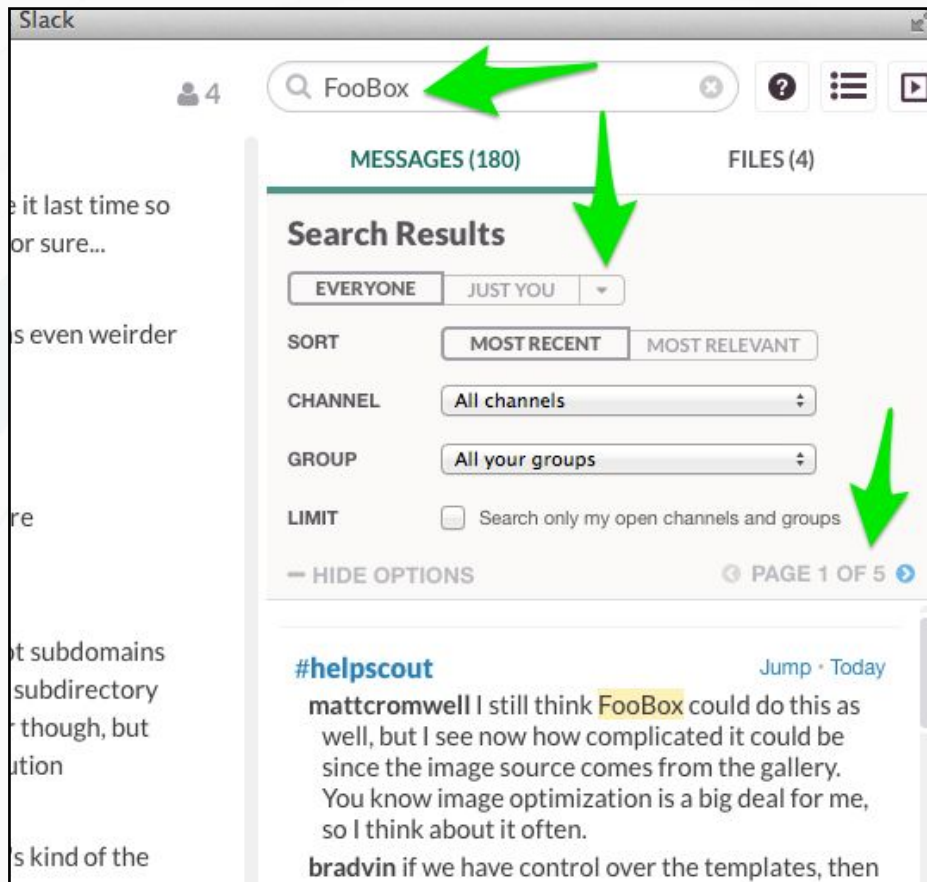 Slack
4
FooBox
e it last time so
or sure...
s even weirder
re
ot subdomains
subdirectory
though, but
ution
's kind of the
MESSAGES (180) FILES (4)
Search Results
EVERYONE JUST YOU
SORT MOST RECENT MOST RELEVANT
CHANNEL All channels
GROUP All your groups
LIMIT Search only my open channels and groups
HIDE OPTIONS PAGE 1 OF 5
#helpscout Jump · Today
mattcromwell I still think FooBox could do this as
well, but I see now how complicated it could be
since the image source comes from the gallery.
You know image optimization is a big deal for me,
so I think about it often.
bradvin if we have control over the templates, then